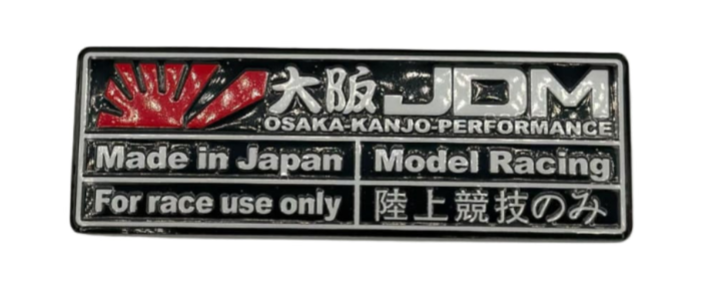 大阪 JDM
OSAKA-KANJO-PERFORMANCE
Made in Japan
Model Racing
For race use only
陸上競技のみ